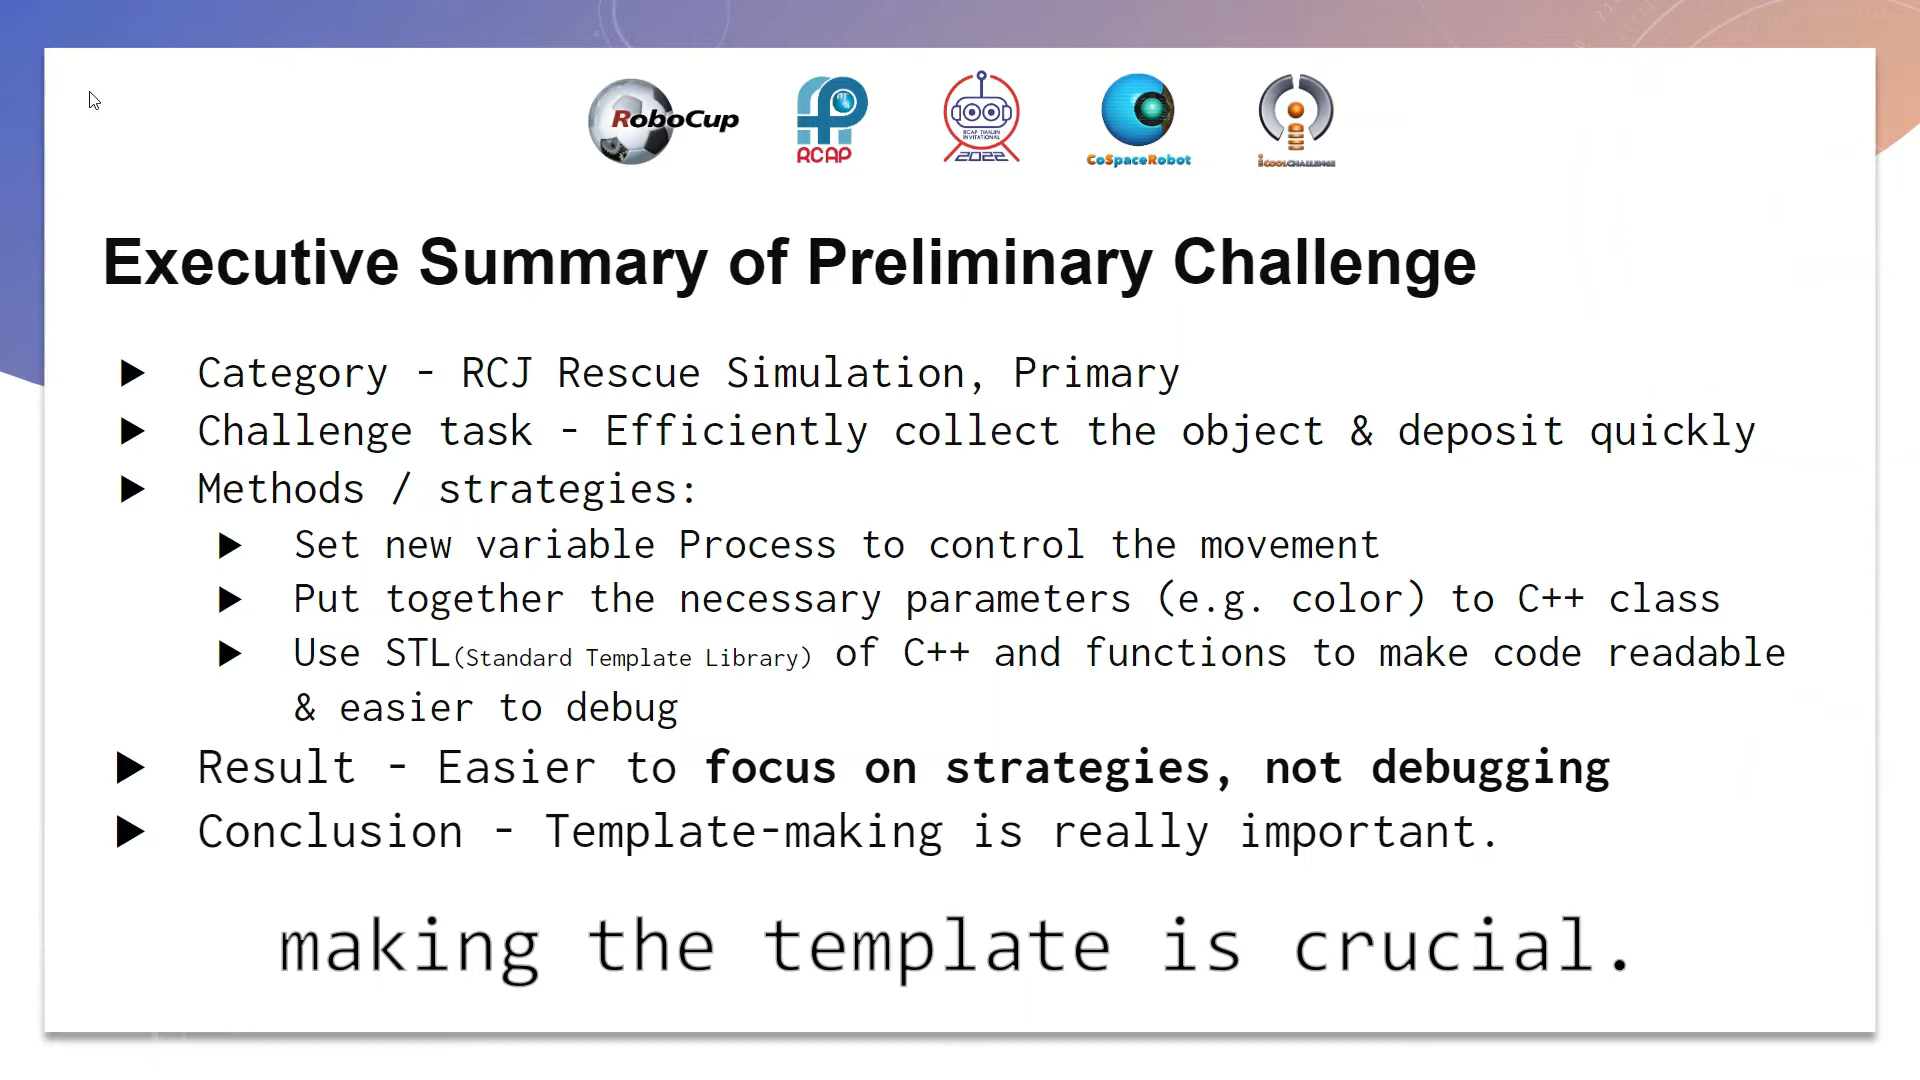 RoboCup
RCAP
RCAP TIANJIN
INVITATIONAL
2022
CoSpaceRobot
iCOOLCHALLENGE
Executive Summary of Preliminary Challenge
▶ Category - RCJ Rescue Simulation, Primary
▶ Challenge task - Efficiently collect the object & deposit quickly
▶ Methods / strategies:
▶ Set new variable Process to control the movement
▶ Put together the necessary parameters (e.g. color) to C++ class
▶ Use STL(Standard Template Library) of C++ and functions to make code readable
& easier to debug
▶ Result - Easier to focus on strategies, not debugging
▶ Conclusion - Template-making is really important.
making the template is crucial.